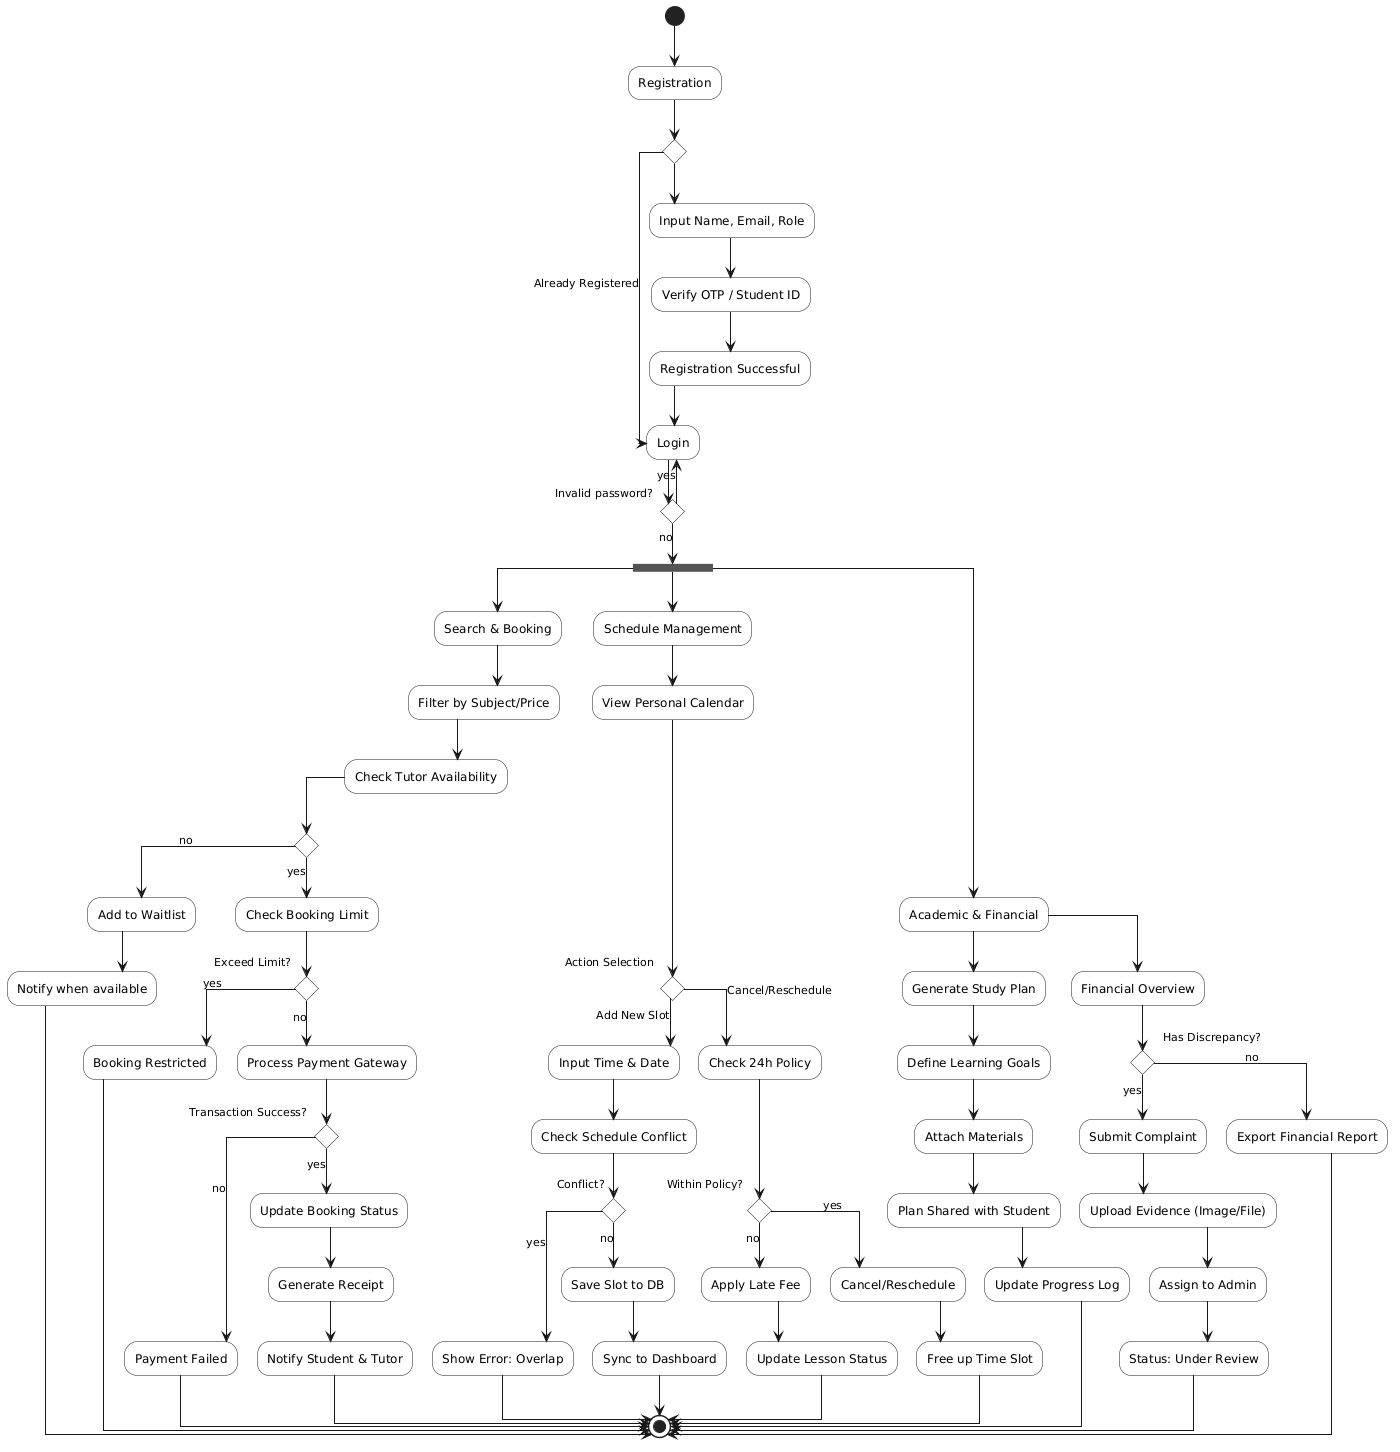 Registration
Input Name, Email, Role
Already Registered
Verify OTP / Student ID
Registration Successful
Login
yes
Invalid password?
no
Search & Booking
Schedule Management
Filter by Subject/Price
View Personal Calendar
Check Tutor Availability
no
yes
Add to Waitlist
Check Booking Limit
Academic & Financial
Exceed Limit?
Action Selection
Notify when available
yes
Cancel/Reschedule
Generate Study Plan
Financial Overview
no
Add New Slot
Has Discrepancy?
no
Booking Restricted
Process Payment Gateway
Input Time & Date
Check 24h Policy
Define Learning Goals
yes
Transaction Success?
Check Schedule Conflict
Attach Materials
Submit Complaint
Export Financial Report
yes
no
Conflict?
Within Policy?
Update Booking Status
yes
no
yes
no
Plan Shared with Student
Upload Evidence (Image/File)
Generate Receipt
Save Slot to DB
Apply Late Fee
Cancel/Reschedule
Update Progress Log
Assign to Admin
Payment Failed
Notify Student & Tutor
Show Error: Overlap
Sync to Dashboard
Update Lesson Status
Free up Time Slot
Status: Under Review